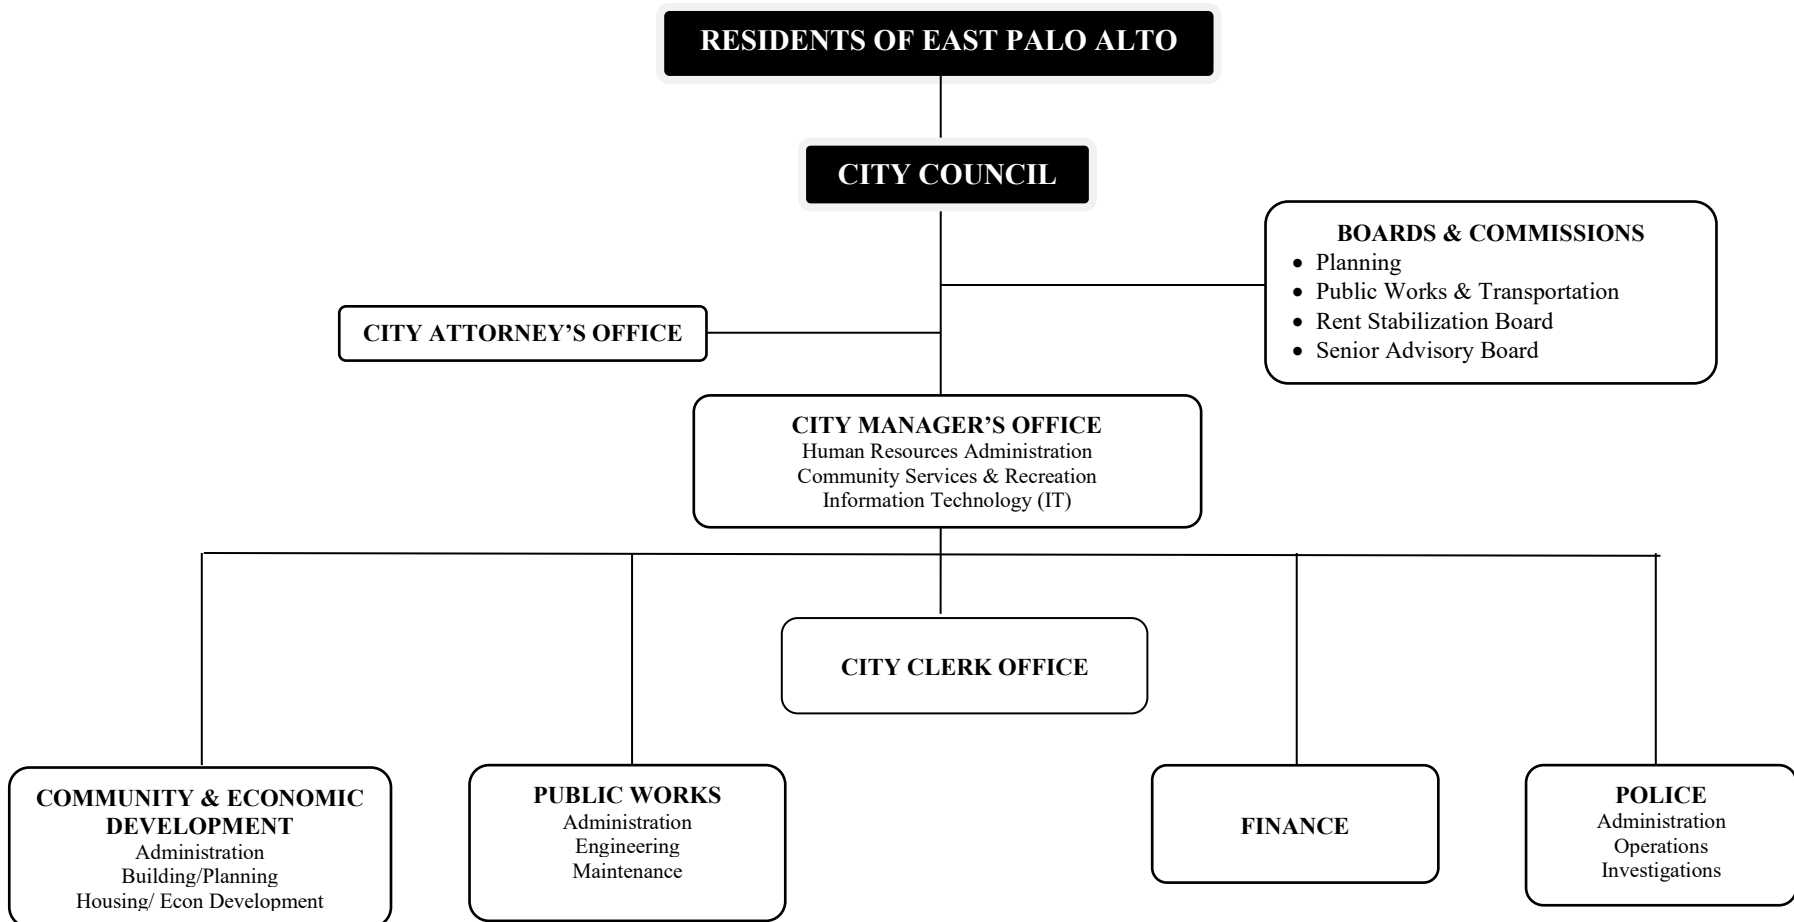 RESIDENTS OF EAST PALO ALTO
CITY COUNCIL
BOARDS & COMMISSIONS
• Planning
• Public Works & Transportation
• Rent Stabilization Board
• Senior Advisory Board
CITY ATTORNEY’S OFFICE
CITY MANAGER’S OFFICE
Human Resources Administration
Community Services & Recreation
Information Technology (IT)
CITY CLERK OFFICE
COMMUNITY & ECONOMIC
DEVELOPMENT
Administration
Building/Planning
Housing/ Econ Development
PUBLIC WORKS
Administration
Engineering
Maintenance
FINANCE
POLICE
Administration
Operations
Investigations